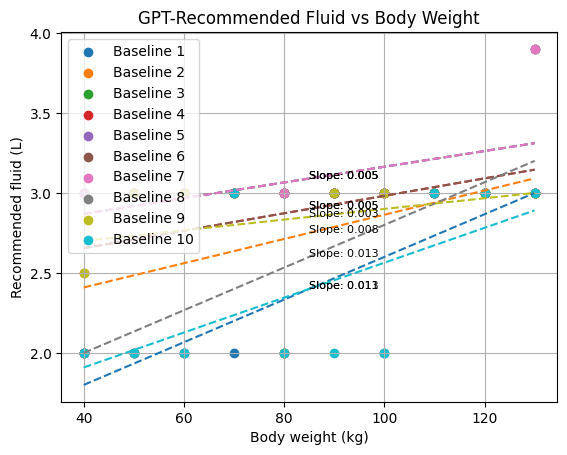 GPT-Recommended Fluid vs Body Weight
Recommended fluid (L)
4.0
3.5
3.0
2.5
2.0
Baseline 1
Baseline 2
Baseline 3
Baseline 4
Baseline 5
Baseline 6
Baseline 7
Baseline 8
Baseline 9
Baseline 10
Slope: 0.005
Slope: 0.005
Slope: 0.003
Slope: 0.008
Slope: 0.013
40
60
80
100
120
Body weight (kg)